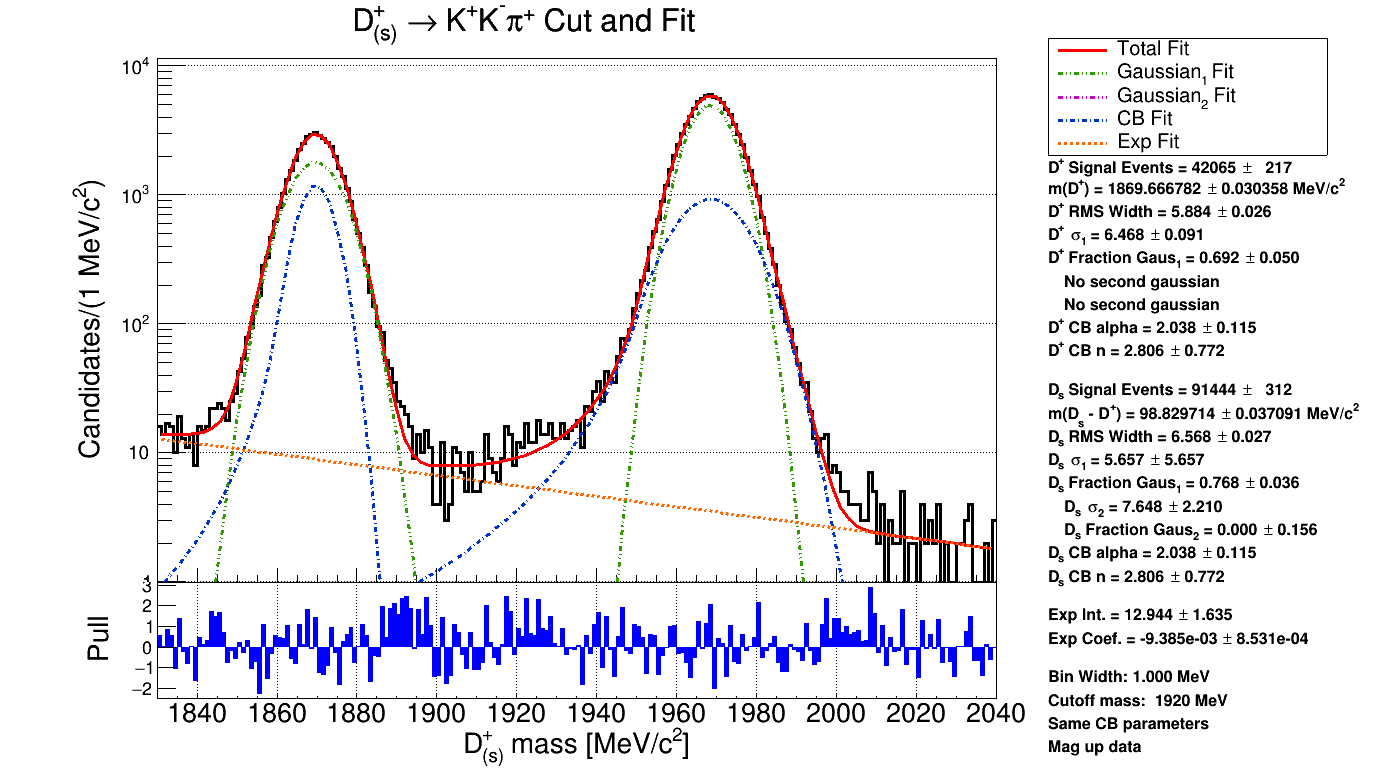 D⁺₍ₛ₎ → K⁺K⁻π⁺ Cut and Fit
Candidates/(1 MeV/c²)
10⁴
10³
10²
10
1
Pull
3
2
1
0
−1
−2
1840 1860 1880 1900 1920 1940 1960 1980 2000 2020 2040
D⁺₍ₛ₎ mass [MeV/c²]
Total Fit
Gaussian₁ Fit
Gaussian₂ Fit
CB Fit
Exp Fit
D⁺ Signal Events = 42065 ± 217
m(D⁺) = 1869.666782 ± 0.030358 MeV/c²
D⁺ RMS Width = 5.884 ± 0.026
D⁺ σ₁ = 6.468 ± 0.091
D⁺ Fraction Gaus₁ = 0.692 ± 0.050
No second gaussian
No second gaussian
D⁺ CB alpha = 2.038 ± 0.115
D⁺ CB n = 2.806 ± 0.772
Dₛ Signal Events = 91444 ± 312
m(Dₛ - D⁺) = 98.829714 ± 0.037091 MeV/c²
Dₛ RMS Width = 6.568 ± 0.027
Dₛ σ₁ = 5.657 ± 5.657
Dₛ Fraction Gaus₁ = 0.768 ± 0.036
Dₛ σ₂ = 7.648 ± 2.210
Dₛ Fraction Gaus₂ = 0.000 ± 0.156
Dₛ CB alpha = 2.038 ± 0.115
Dₛ CB n = 2.806 ± 0.772
Exp Int. = 12.944 ± 1.635
Exp Coef. = -9.385e-03 ± 8.531e-04
Bin Width: 1.000 MeV
Cutoff mass: 1920 MeV
Same CB parameters
Mag up data